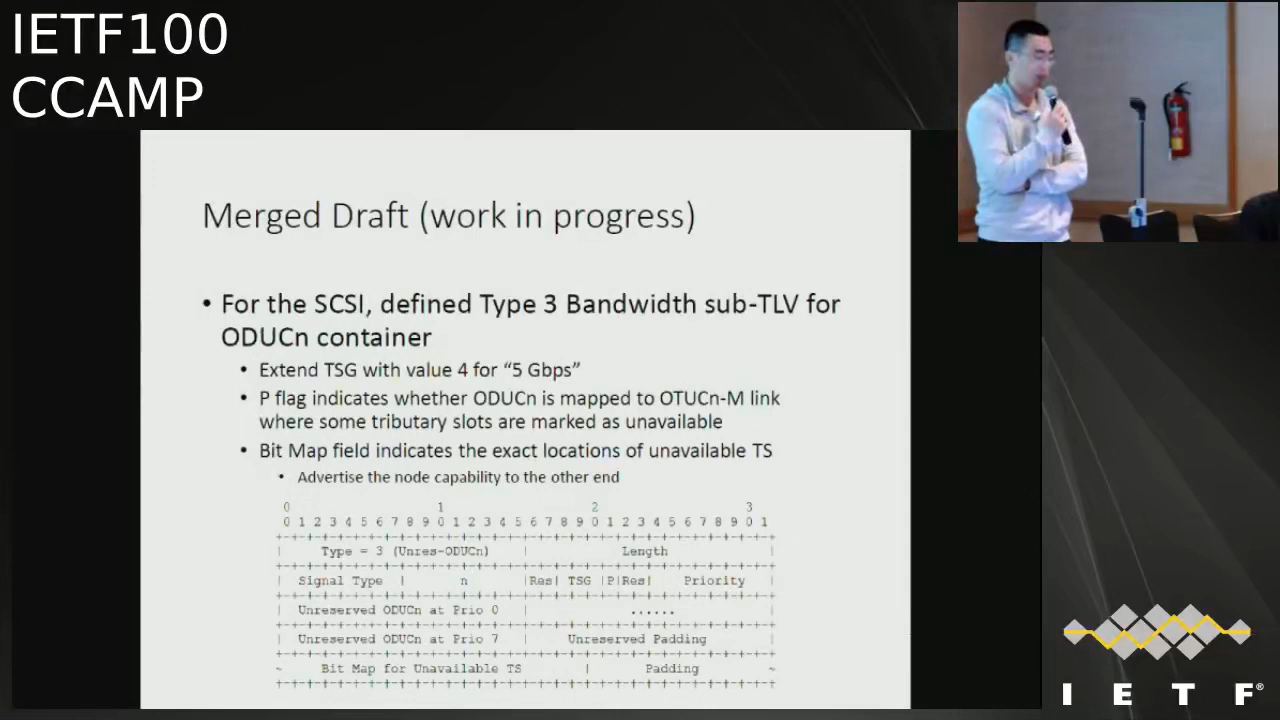 IETF100
CCAMP
Merged Draft (work in progress)
• For the SCSI, defined Type 3 Bandwidth sub-TLV for
ODUCn container
• Extend TSG with value 4 for “5 Gbps”
• P flag indicates whether ODUCn is mapped to OTUCn-M link
where some tributary slots are marked as unavailable
• Bit Map field indicates the exact locations of unavailable TS
• Advertise the node capability to the other end
0 1 2 3
0 1 2 3 4 5 6 7 8 9 0 1 2 3 4 5 6 7 8 9 0 1 2 3 4 5 6 7 8 9 0 1
+-+-+-+-+-+-+-+-+-+-+-+-+-+-+-+-+-+-+-+-+-+-+-+-+-+-+-+-+-+-+-+-+
| Type = 3 (Unres-ODUCn) | Length |
+-+-+-+-+-+-+-+-+-+-+-+-+-+-+-+-+-+-+-+-+-+-+-+-+-+-+-+-+-+-+-+-+
| Signal Type | n |Res| TSG |P|Res| Priority |
+-+-+-+-+-+-+-+-+-+-+-+-+-+-+-+-+-+-+-+-+-+-+-+-+-+-+-+-+-+-+-+-+
| Unreserved ODUCn at Prio 0 | ...... |
+-+-+-+-+-+-+-+-+-+-+-+-+-+-+-+-+-+-+-+-+-+-+-+-+-+-+-+-+-+-+-+-+
| Unreserved ODUCn at Prio 7 | Unreserved Padding |
+-+-+-+-+-+-+-+-+-+-+-+-+-+-+-+-+-+-+-+-+-+-+-+-+-+-+-+-+-+-+-+-+
~ Bit Map for Unavailable TS | Padding ~
+-+-+-+-+-+-+-+-+-+-+-+-+-+-+-+-+-+-+-+-+-+-+-+-+-+-+-+-+-+-+-+-+
I E T F®